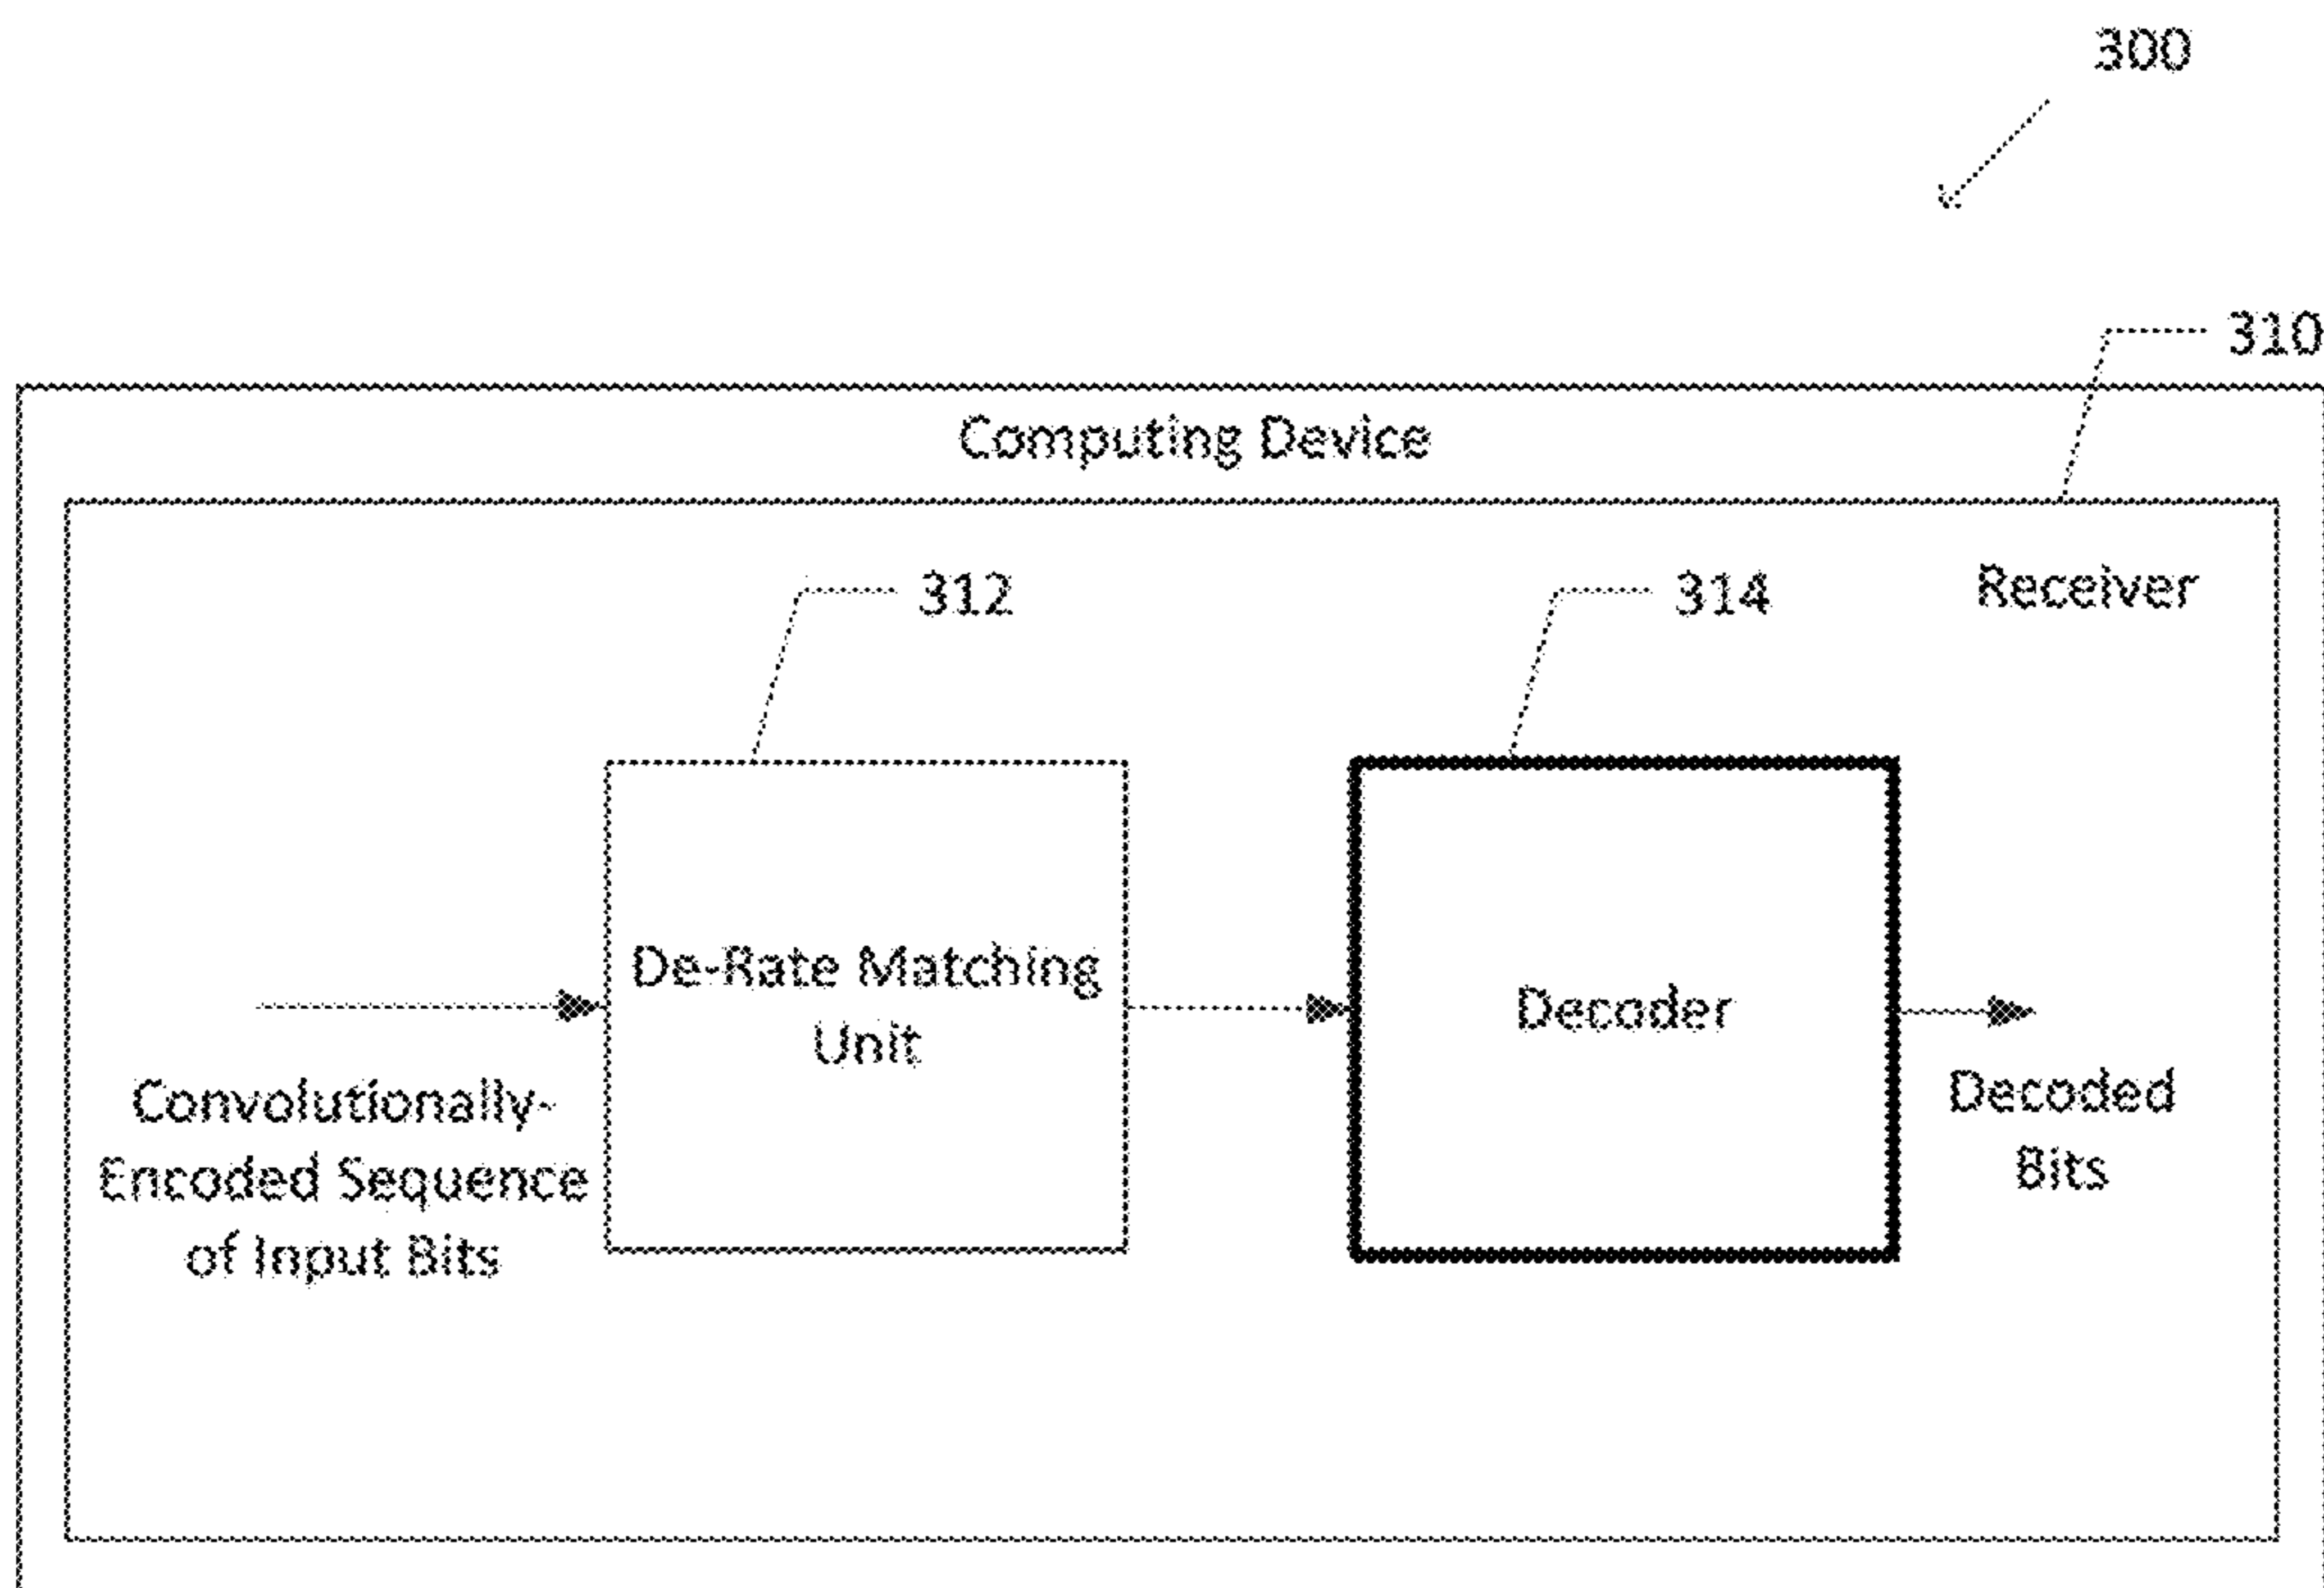 300
310
Computing Device
312
314
Receiver
De-Rate Matching
Unit
Decoder
Convolutionally-
Encoded Sequence
of Input Bits
Decoded
Bits